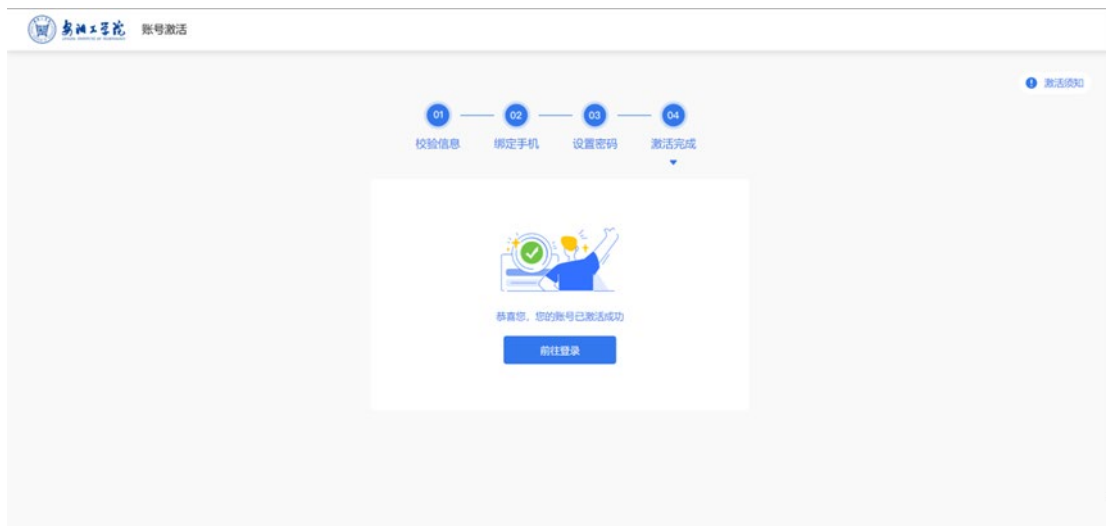 安阳工学院 账号激活
激活须知
01 02 03 04
校验信息 绑定手机 设置密码 激活完成
恭喜您，您的账号已激活成功
前往登录